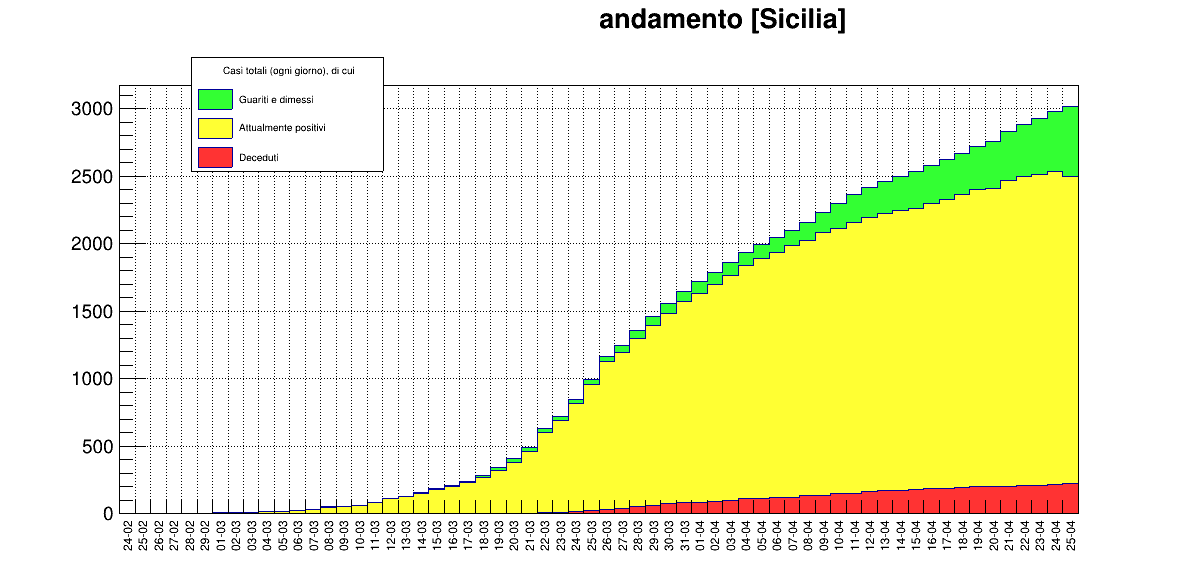 andamento [Sicilia]
Casi totali (ogni giorno), di cui
Guariti e dimessi
Attualmente positivi
Deceduti
3000
2500
2000
1500
1000
500
0
24-02 25-02 26-02 27-02 28-02 29-02 01-03 02-03 03-03 04-03 05-03 06-03 07-03 08-03 09-03 10-03 11-03 12-03 13-03 14-03 15-03 16-03 17-03 18-03 19-03 20-03 21-03 22-03 23-03 24-03 25-03 26-03 27-03 28-03 29-03 30-03 31-03 01-04 02-04 03-04 04-04 05-04 06-04 07-04 08-04 09-04 10-04 11-04 12-04 13-04 14-04 15-04 16-04 17-04 18-04 19-04 20-04 21-04 22-04 23-04 24-04 25-04